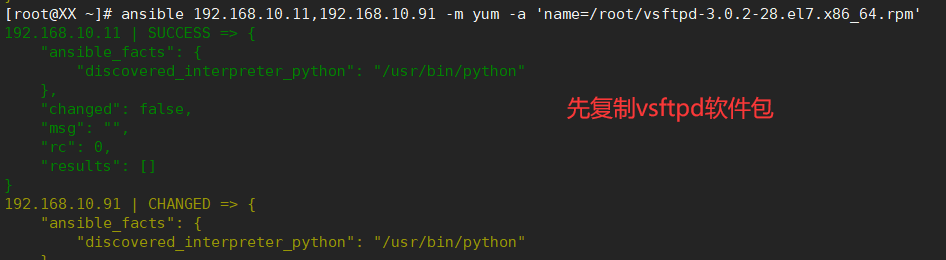 [root@XX ~]# ansible 192.168.10.11,192.168.10.91 -m yum -a 'name=/root/vsftpd-3.0.2-28.el7.x86_64.rpm'
192.168.10.11 | SUCCESS => {
    "ansible_facts": {
        "discovered_interpreter_python": "/usr/bin/python"
    },
    "changed": false,
先复制vsftpd软件包
    "msg": "",
    "rc": 0,
    "results": []
}
192.168.10.91 | CHANGED => {
    "ansible_facts": {
        "discovered_interpreter_python": "/usr/bin/python"